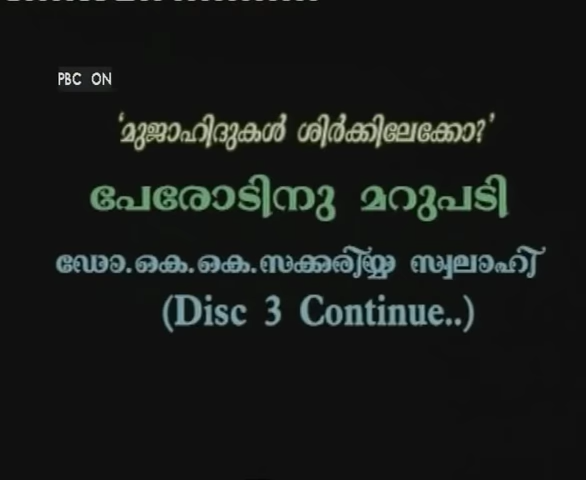 PBC ON
'മുജാഹിദുകൾ ശിർക്കിലേക്കോ?'
പേരോടിനു മറുപടി
ഡോ.കെ.കെ.സക്കരിയ്യ സ്വലാഹി
(Disc 3 Continue..)